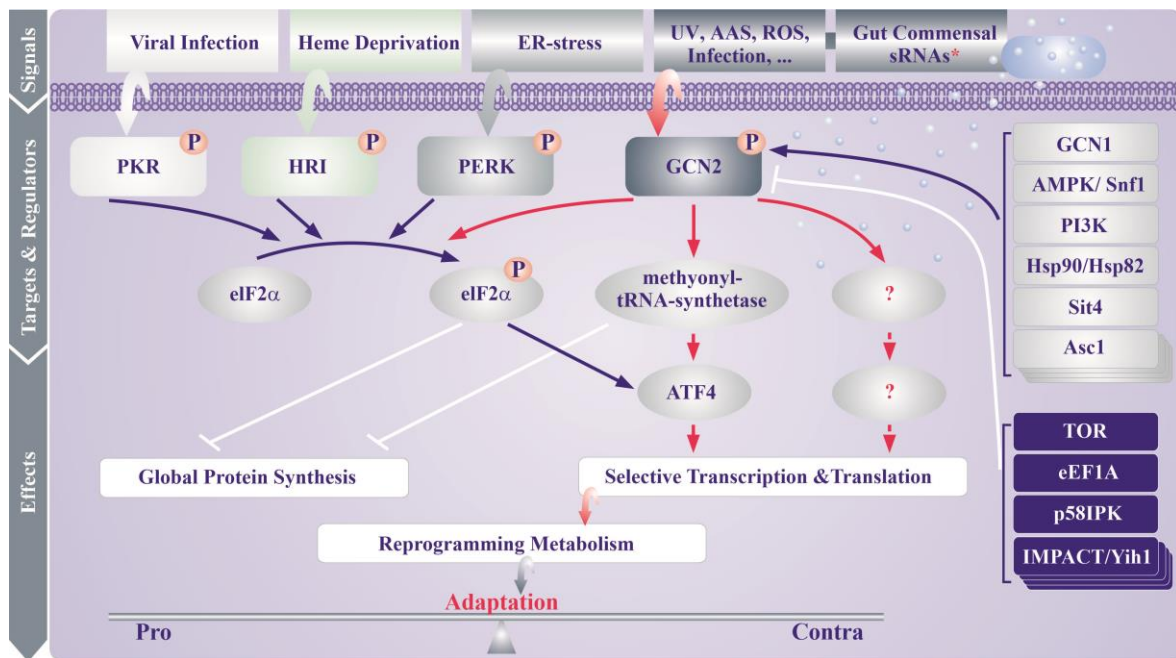 Signals
Viral Infection
Heme Deprivation
ER-stress
UV, AAS, ROS,
Infection, ...
Gut Commensal
sRNAs*
Targets & Regulators
PKR
P
HRI
P
PERK
P
GCN2
P
GCN1
AMPK/ Snf1
PI3K
Hsp90/Hsp82
Sit4
Asc1
eIF2α
eIF2α
P
methyonyl-
tRNA-synthetase
?
ATF4
?
Effects
Global Protein Synthesis
Selective Transcription &Translation
TOR
eEF1A
p58IPK
IMPACT/Yih1
Reprogramming Metabolism
Adaptation
Pro
Contra